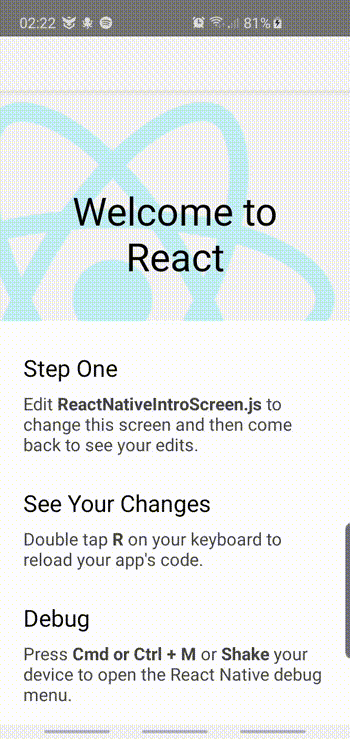 02:22 81%
Welcome to
React
Step One
Edit ReactNativeIntroScreen.js to
change this screen and then come
back to see your edits.
See Your Changes
Double tap R on your keyboard to
reload your app's code.
Debug
Press Cmd or Ctrl + M or Shake your
device to open the React Native debug
menu.